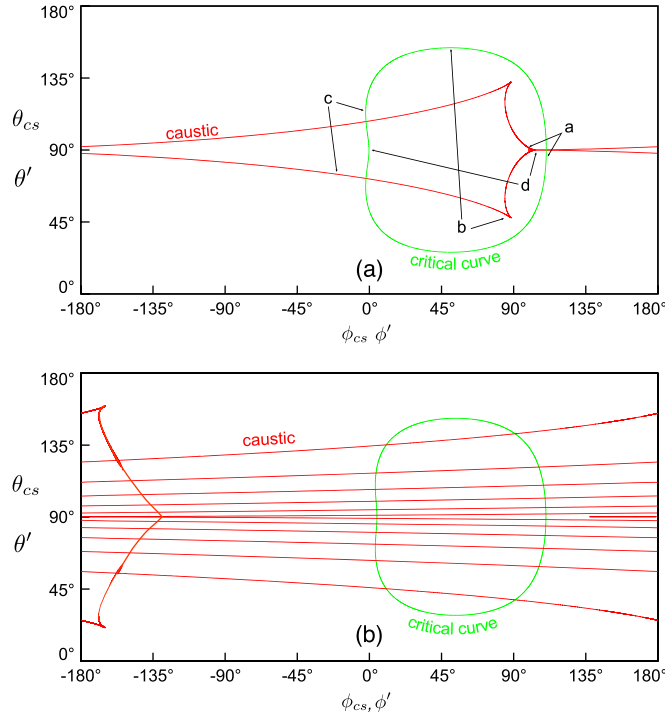 180°
135°
θcs
90°
θ′
45°
0°
caustic
c
a
d
b
critical curve
(a)
-180° -135° -90° -45° 0° 45° 90° 135° 180°
ϕcs ϕ′
180°
135°
θcs
90°
θ′
45°
0°
caustic
critical curve
(b)
-180° -135° -90° -45° 0° 45° 90° 135° 180°
ϕcs, ϕ′